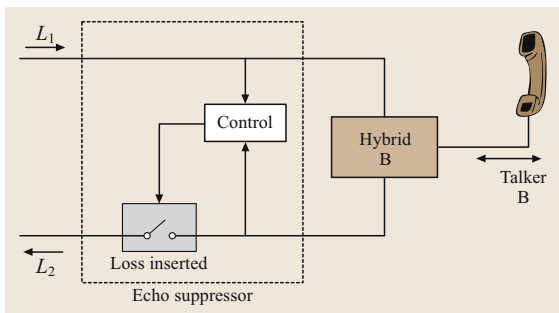 L1
Control
Hybrid
B
Talker
B
L2
Loss inserted
Echo suppressor